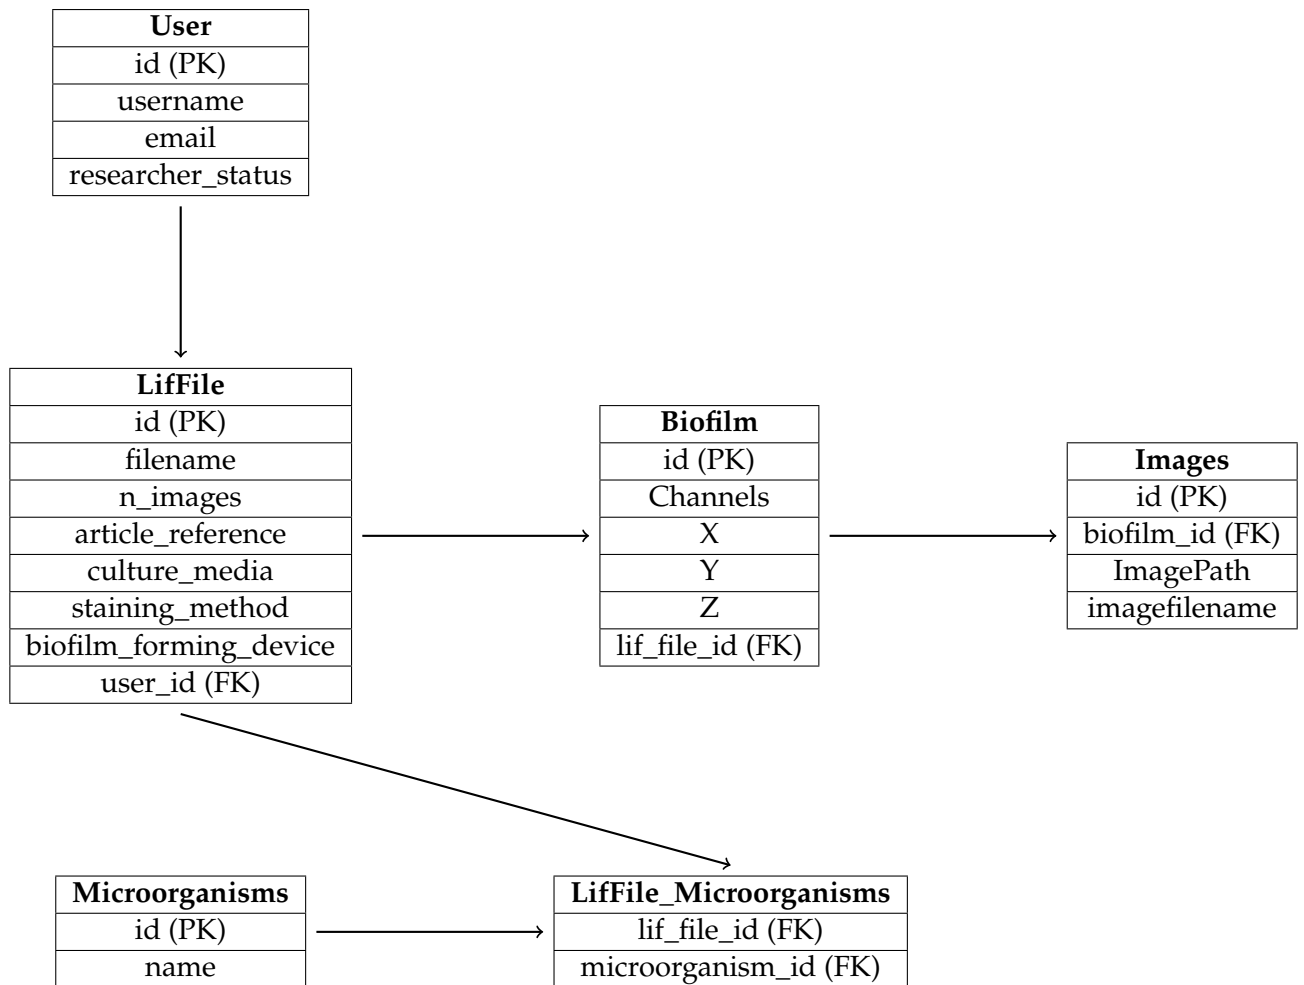 User
id (PK)
username
email
researcher_status
LifFile
id (PK)
filename
n_images
article_reference
culture_media
staining_method
biofilm_forming_device
user_id (FK)
Biofilm
id (PK)
Channels
X
Y
Z
lif_file_id (FK)
Images
id (PK)
biofilm_id (FK)
ImagePath
imagefilename
Microorganisms
id (PK)
name
LifFile_Microorganisms
lif_file_id (FK)
microorganism_id (FK)